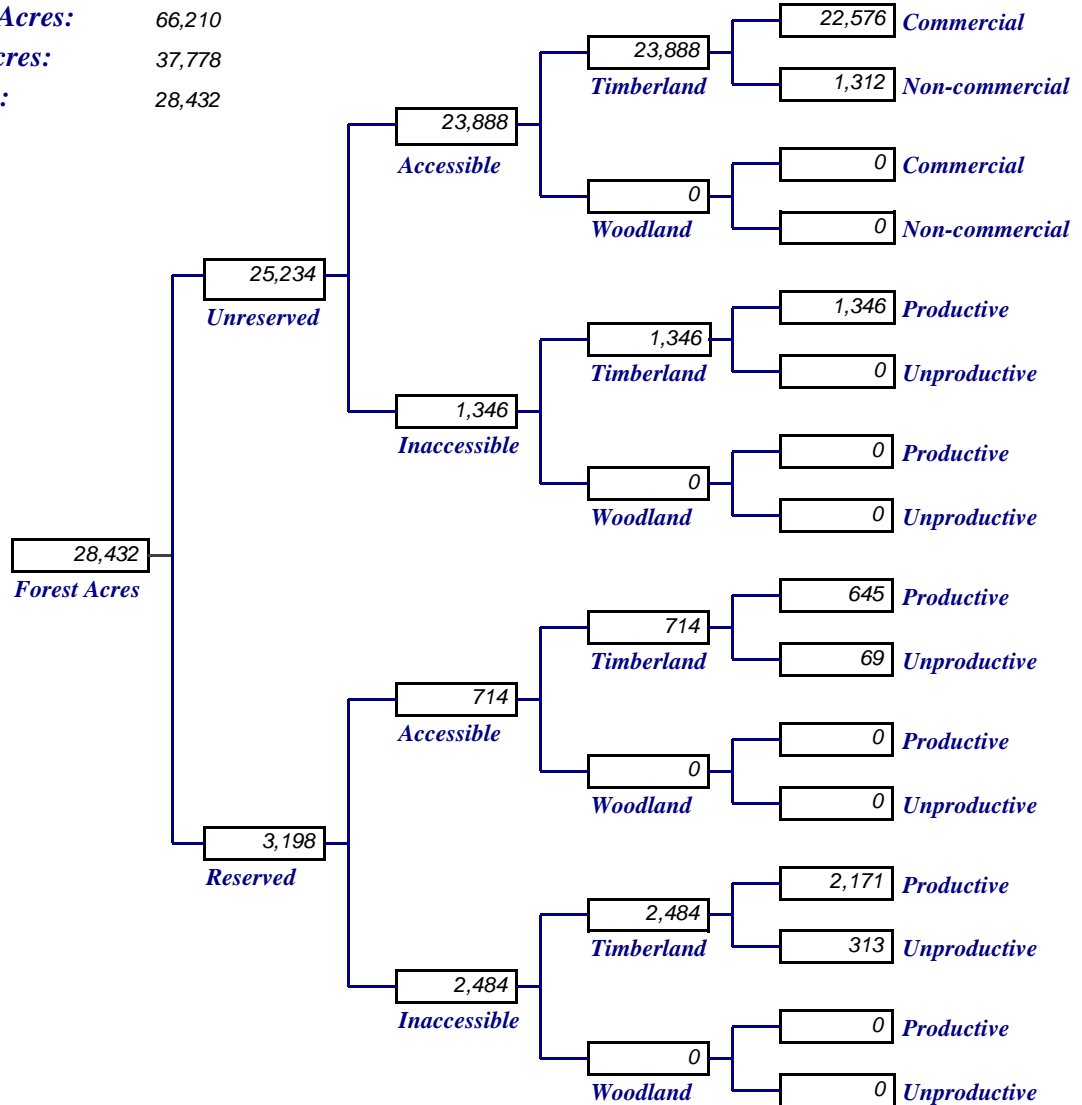 Acres: 66,210
cres: 37,778
: 28,432
22,576 Commercial
23,888
Timberland
1,312 Non-commercial
23,888
Accessible
0 Commercial
0
Woodland
0 Non-commercial
25,234
Unreserved
1,346 Productive
1,346
Timberland
0 Unproductive
1,346
Inaccessible
0 Productive
0
Woodland
0 Unproductive
28,432
Forest Acres
645 Productive
714
Timberland
69 Unproductive
714
Accessible
0 Productive
0
Woodland
0 Unproductive
3,198
Reserved
2,171 Productive
2,484
Timberland
313 Unproductive
2,484
Inaccessible
0 Productive
0
Woodland
0 Unproductive